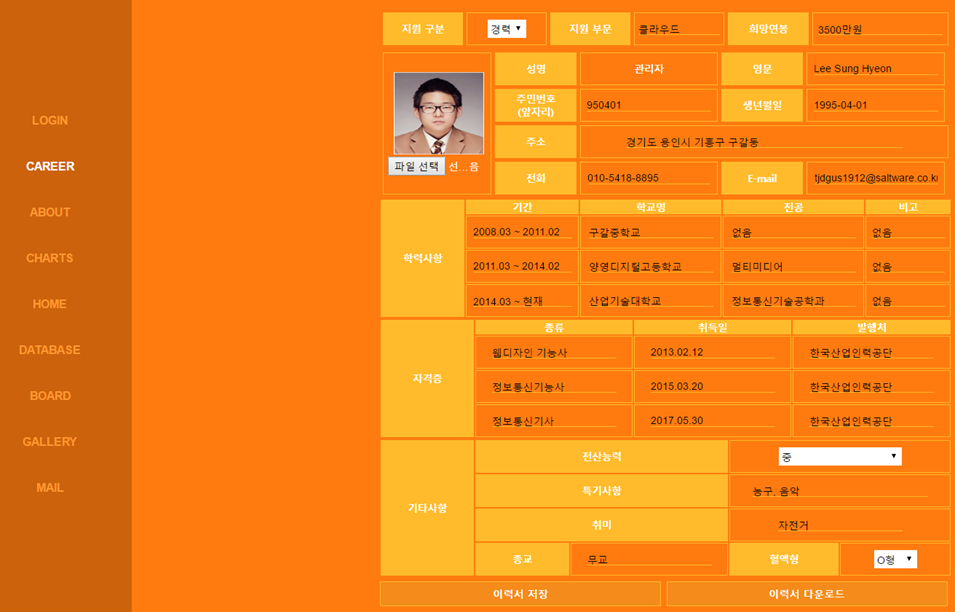 LOGIN
CAREER
ABOUT
CHARTS
HOME
DATABASE
BOARD
GALLERY
MAIL
지원 구분 경력 지원 부문 클라우드 희망연봉 3500만원
성명 관리자 영문 Lee Sung Hyeon
주민번호
(앞자리) 950401 생년월일 1995-04-01
주소 경기도 용인시 기흥구 구갈동
파일 선택 선...음
전화 010-5418-8895 E-mail tjdgus1912@saltware.co.k
기간 학교명 전공 비고
학력사항
2008.03 ~ 2011.02 구갈중학교 없음 없음
2011.03 ~ 2014.02 양영디지털고등학교 멀티미디어 없음
2014.03 ~ 현재 산업기술대학교 정보통신기술공학과 없음
종류 취득일 발행처
자격증
웹디자인 기능사 2013.02.12 한국산업인력공단
정보통신기능사 2015.03.20 한국산업인력공단
정보통신기사 2017.05.30 한국산업인력공단
기타사항
전산능력 중
특기사항 농구, 음악
취미 자전거
종교 무교 혈액형 O형
이력서 저장 이력서 다운로드